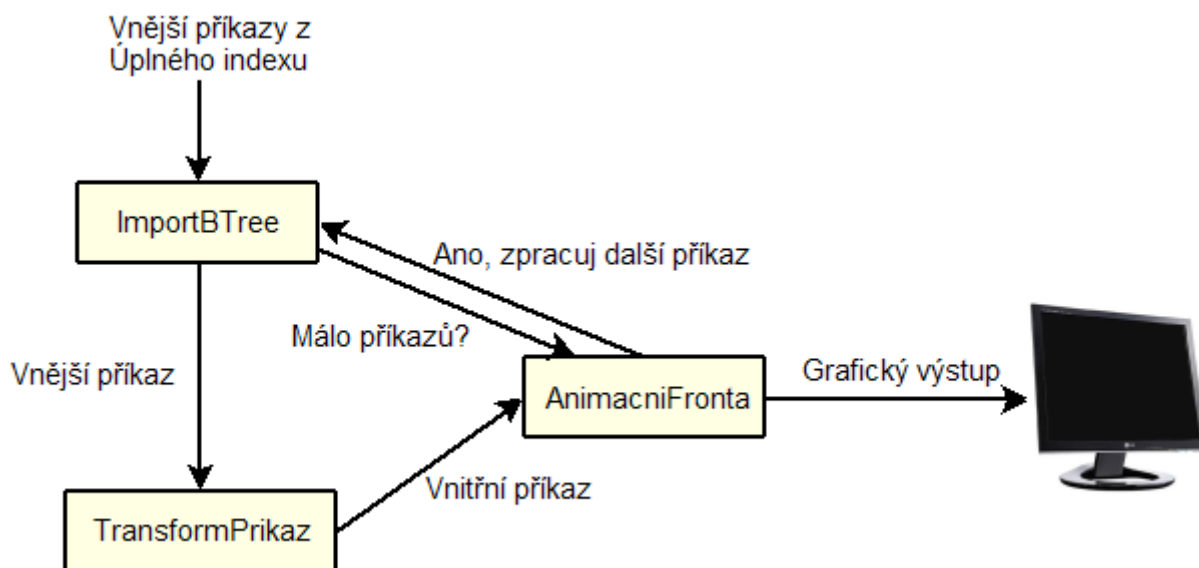 Vnější příkazy z
Úplného indexu
ImportBTree
Ano, zpracuj další příkaz
Málo příkazů?
Vnější příkaz
Grafický výstup
AnimacniFronta
Vnitřní příkaz
TransformPrikaz